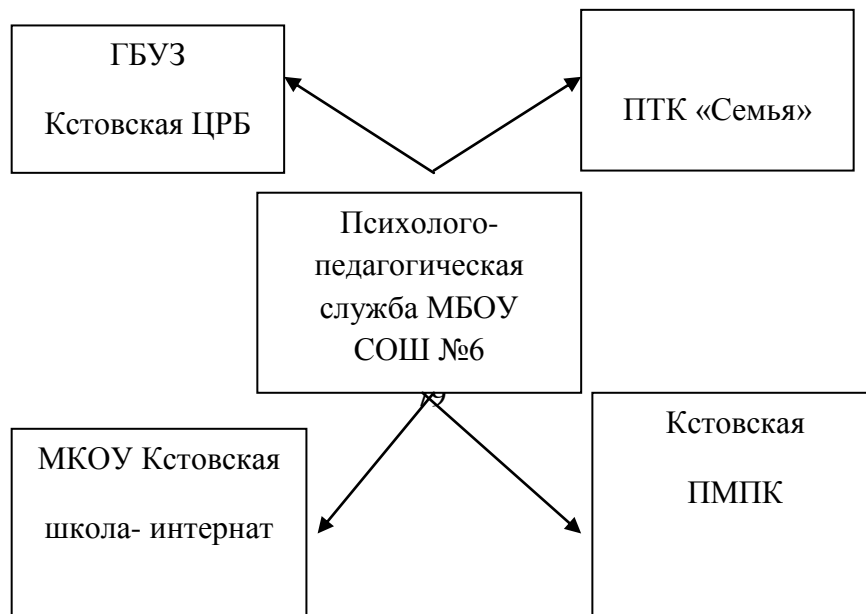 ГБУЗ
Кстовская ЦРБ
ПТК «Семья»
Психолого-
педагогическая
служба МБОУ
СОШ №6
МКОУ Кстовская
школа- интернат
Кстовская
ПМПК